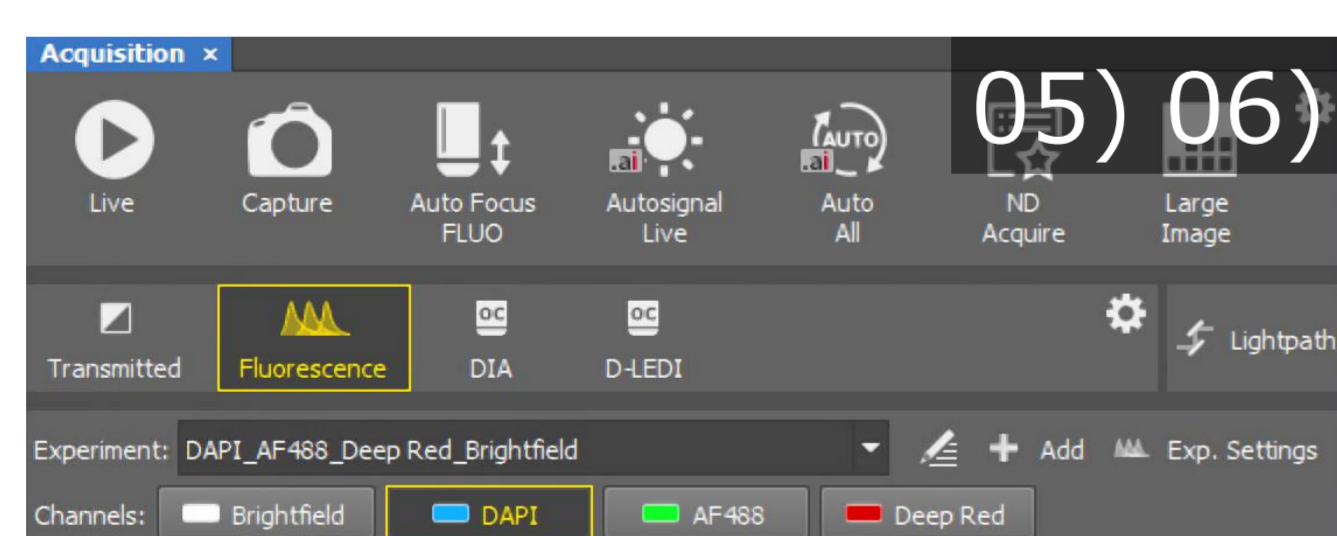 Acquisition ×
05) 06)
.ai AUTO .ai
Live Capture Auto Focus Autosignal Auto ND Large
FLUO Live All Acquire Image
OC OC
Transmitted Fluorescence DIA D-LEDI Lightpath
Experiment: DAPI_AF488_Deep Red_Brightfield Add Exp. Settings
Channels: Brightfield DAPI AF488 Deep Red